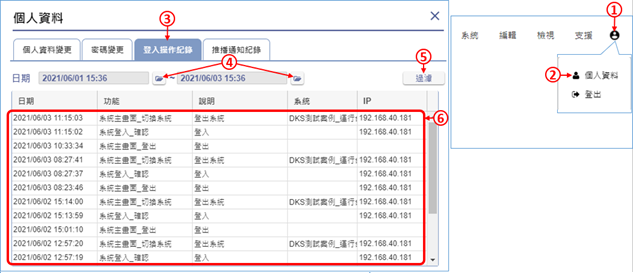 個人資料 ×
③
個人資料變更 密碼變更 登入操作紀錄 推播通知紀錄
④ ⑤
日期 2021/06/01 15:36 ~ 2021/06/03 15:36 過濾
日期 功能 說明 系統 IP
⑥
2021/06/03 11:15:03 系統主畫面_切換系統 登出系統 DKS測試案例_運行 192.168.40.181
2021/06/03 11:15:02 系統登入_確認 登入 192.168.40.181
2021/06/03 10:33:34 系統主畫面_登出 登出
2021/06/03 08:27:41 系統主畫面_切換系統 登出系統 DKS測試案例_運行 192.168.40.181
2021/06/03 08:27:37 系統登入_確認 登入 192.168.40.181
2021/06/03 08:23:46 系統主畫面_登出 登出 192.168.40.181
2021/06/02 15:14:00 系統主畫面_切換系統 登出系統 DKS測試案例_運行 192.168.40.181
2021/06/02 15:13:59 系統登入_確認 登入 192.168.40.181
2021/06/02 15:01:10 系統主畫面_登出 登出
2021/06/02 12:57:20 系統主畫面_切換系統 登出系統 DKS測試案例_運行 192.168.40.181
2021/06/02 12:57:19 系統登入_確認 登入 192.168.40.181
①
系統 編輯 檢視 支援
② 個人資料
登出